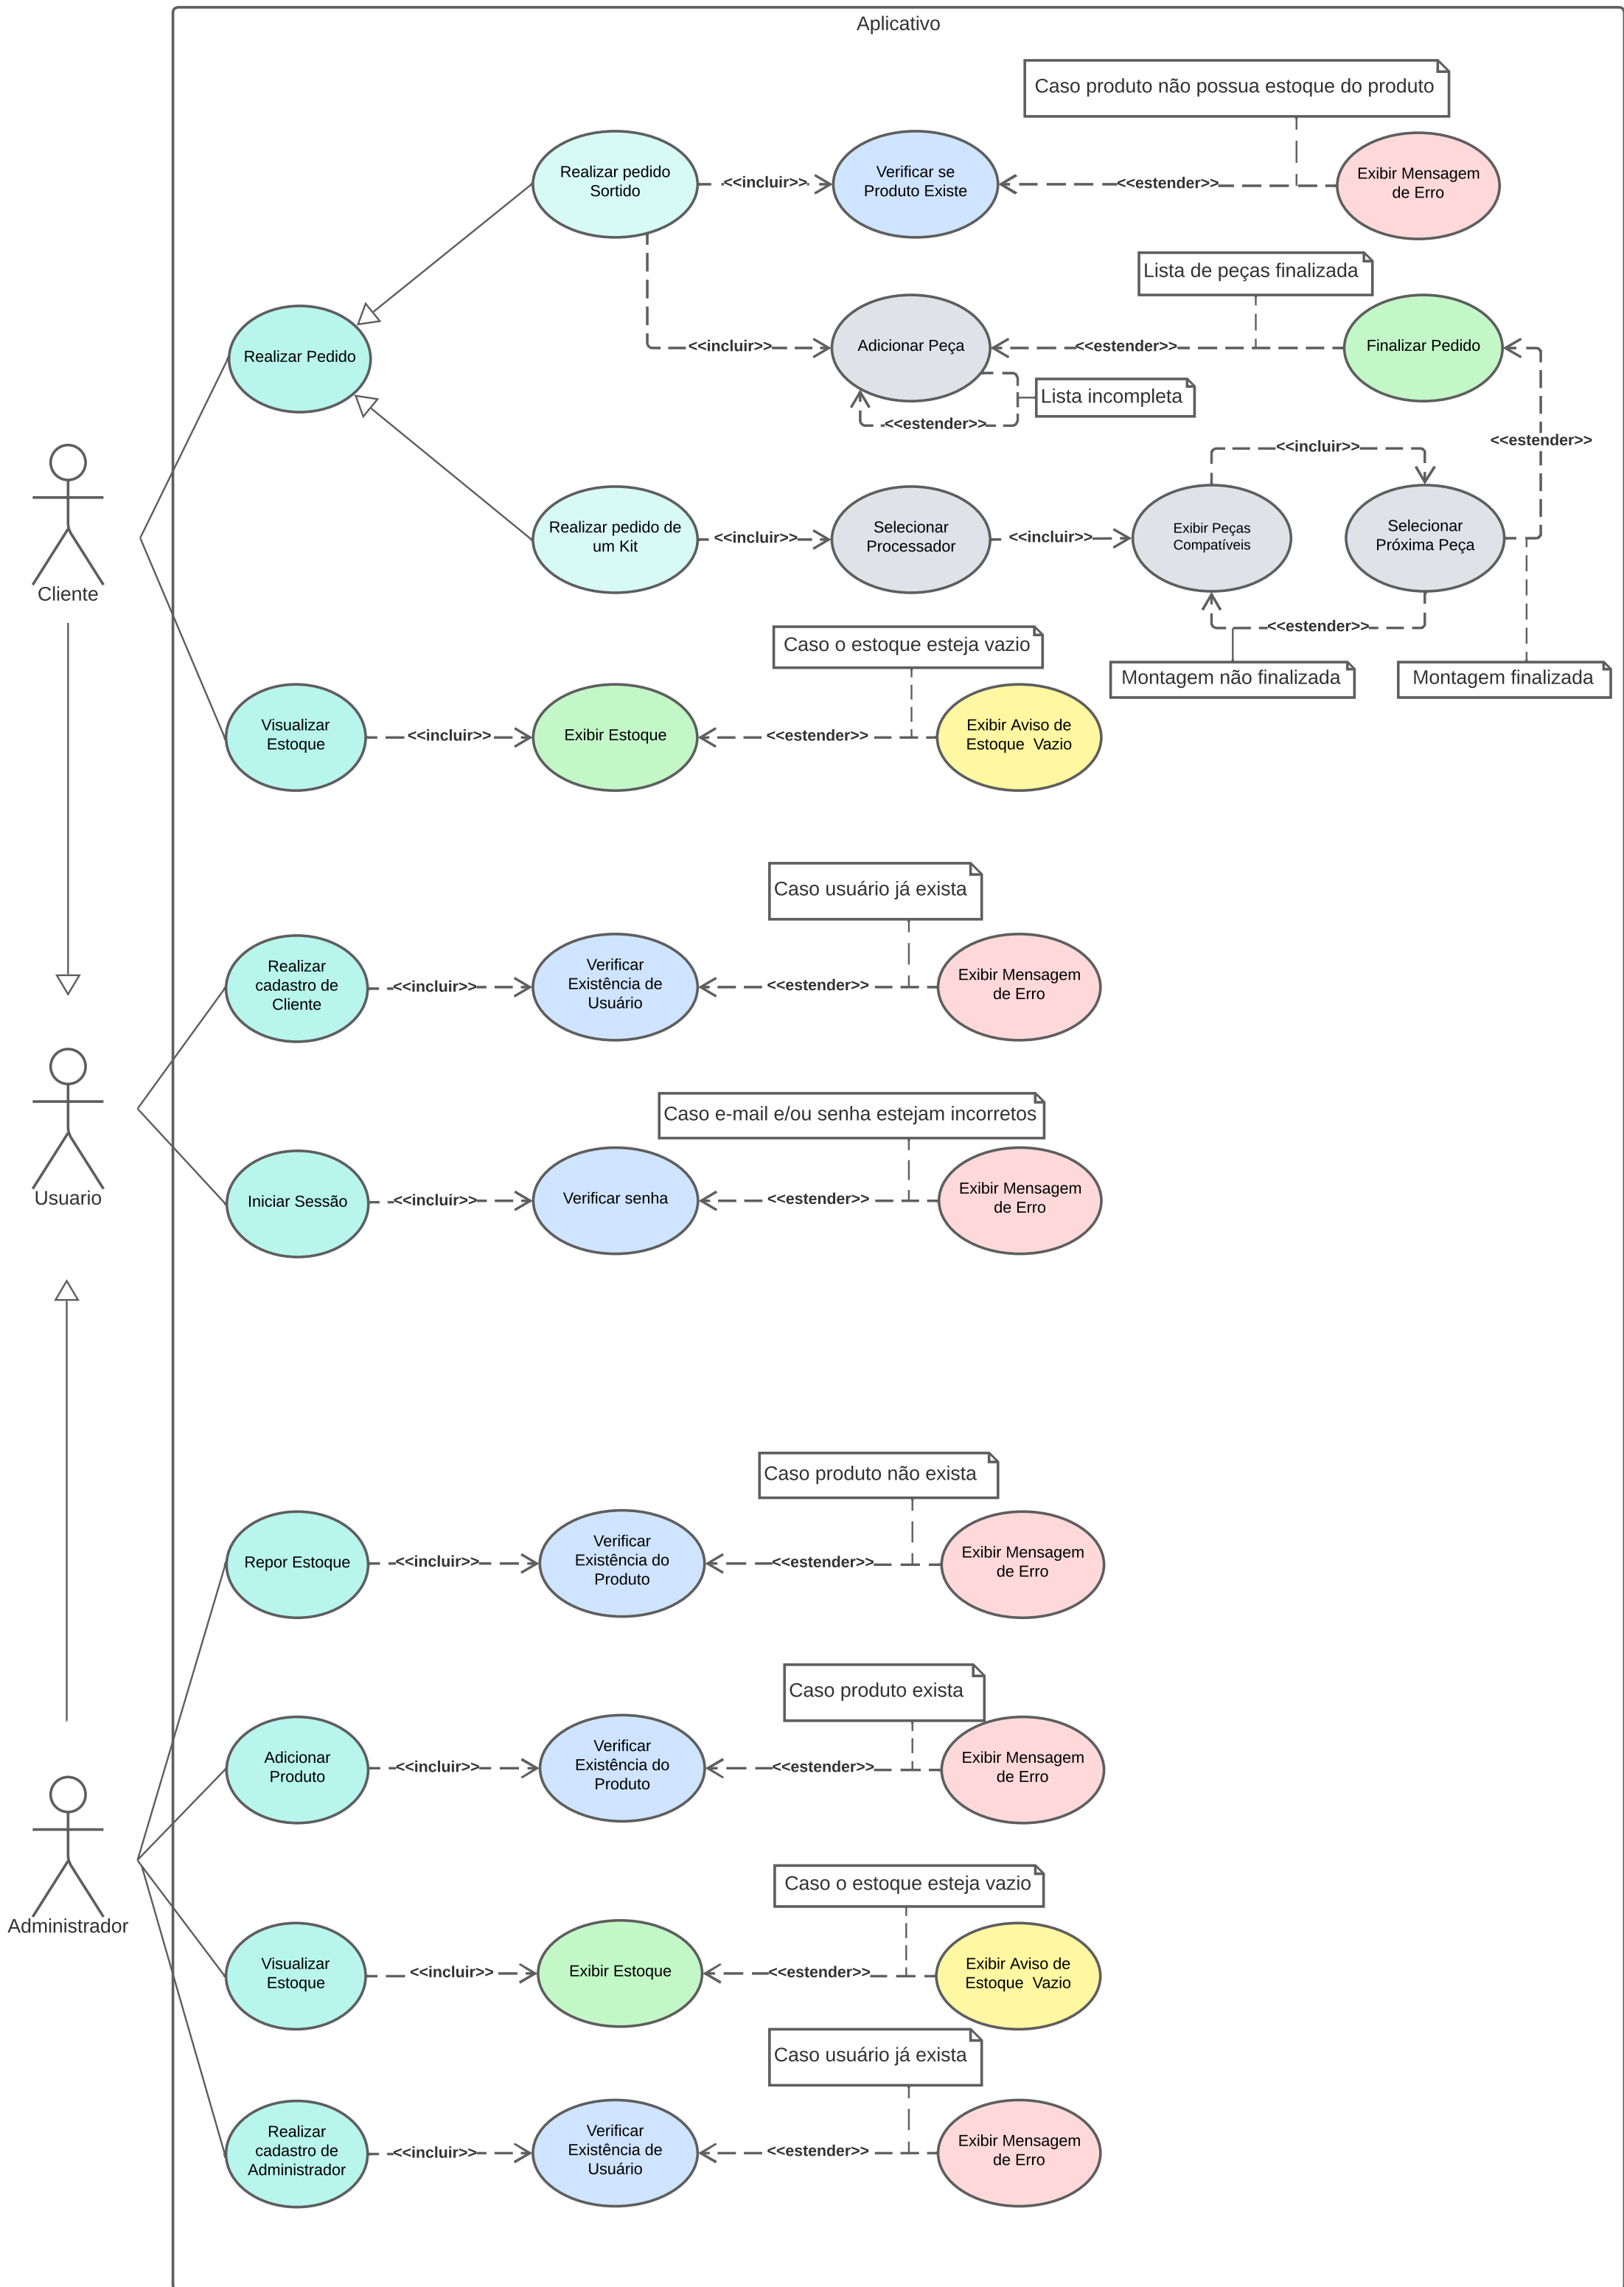 Aplicativo
Caso produto não possua estoque do produto
Realizar pedido
Sortido
<<incluir>>
Verificar se
Produto Existe
<<estender>>
Exibir Mensagem
de Erro
Lista de peças finalizada
Realizar Pedido
<<incluir>>
Adicionar Peça
<<estender>>
Finalizar Pedido
Lista incompleta
<<estender>>
<<estender>>
<<incluir>>
Cliente
Realizar pedido de
um Kit
<<incluir>>
Selecionar
Processador
<<incluir>>
Exibir Peças
Compatíveis
Selecionar
Próxima Peça
<<estender>>
Caso o estoque esteja vazio
Montagem não finalizada
Montagem finalizada
Visualizar
Estoque
<<incluir>>
Exibir Estoque
<<estender>>
Exibir Aviso de
Estoque  Vazio
Caso usuário já exista
Realizar
cadastro de
Cliente
<<incluir>>
Verificar
Existência de
Usuário
<<estender>>
Exibir Mensagem
de Erro
Caso e-mail e/ou senha estejam incorretos
Usuario
Iniciar Sessão
<<incluir>>
Verificar senha
<<estender>>
Exibir Mensagem
de Erro
Caso produto não exista
Repor Estoque
<<incluir>>
Verificar
Existência do
Produto
<<estender>>
Exibir Mensagem
de Erro
Caso produto exista
Adicionar
Produto
<<incluir>>
Verificar
Existência do
Produto
<<estender>>
Exibir Mensagem
de Erro
Administrador
Caso o estoque esteja vazio
Visualizar
Estoque
<<incluir>>
Exibir Estoque
<<estender>>
Exibir Aviso de
Estoque  Vazio
Caso usuário já exista
Realizar
cadastro de
Administrador
<<incluir>>
Verificar
Existência de
Usuário
<<estender>>
Exibir Mensagem
de Erro